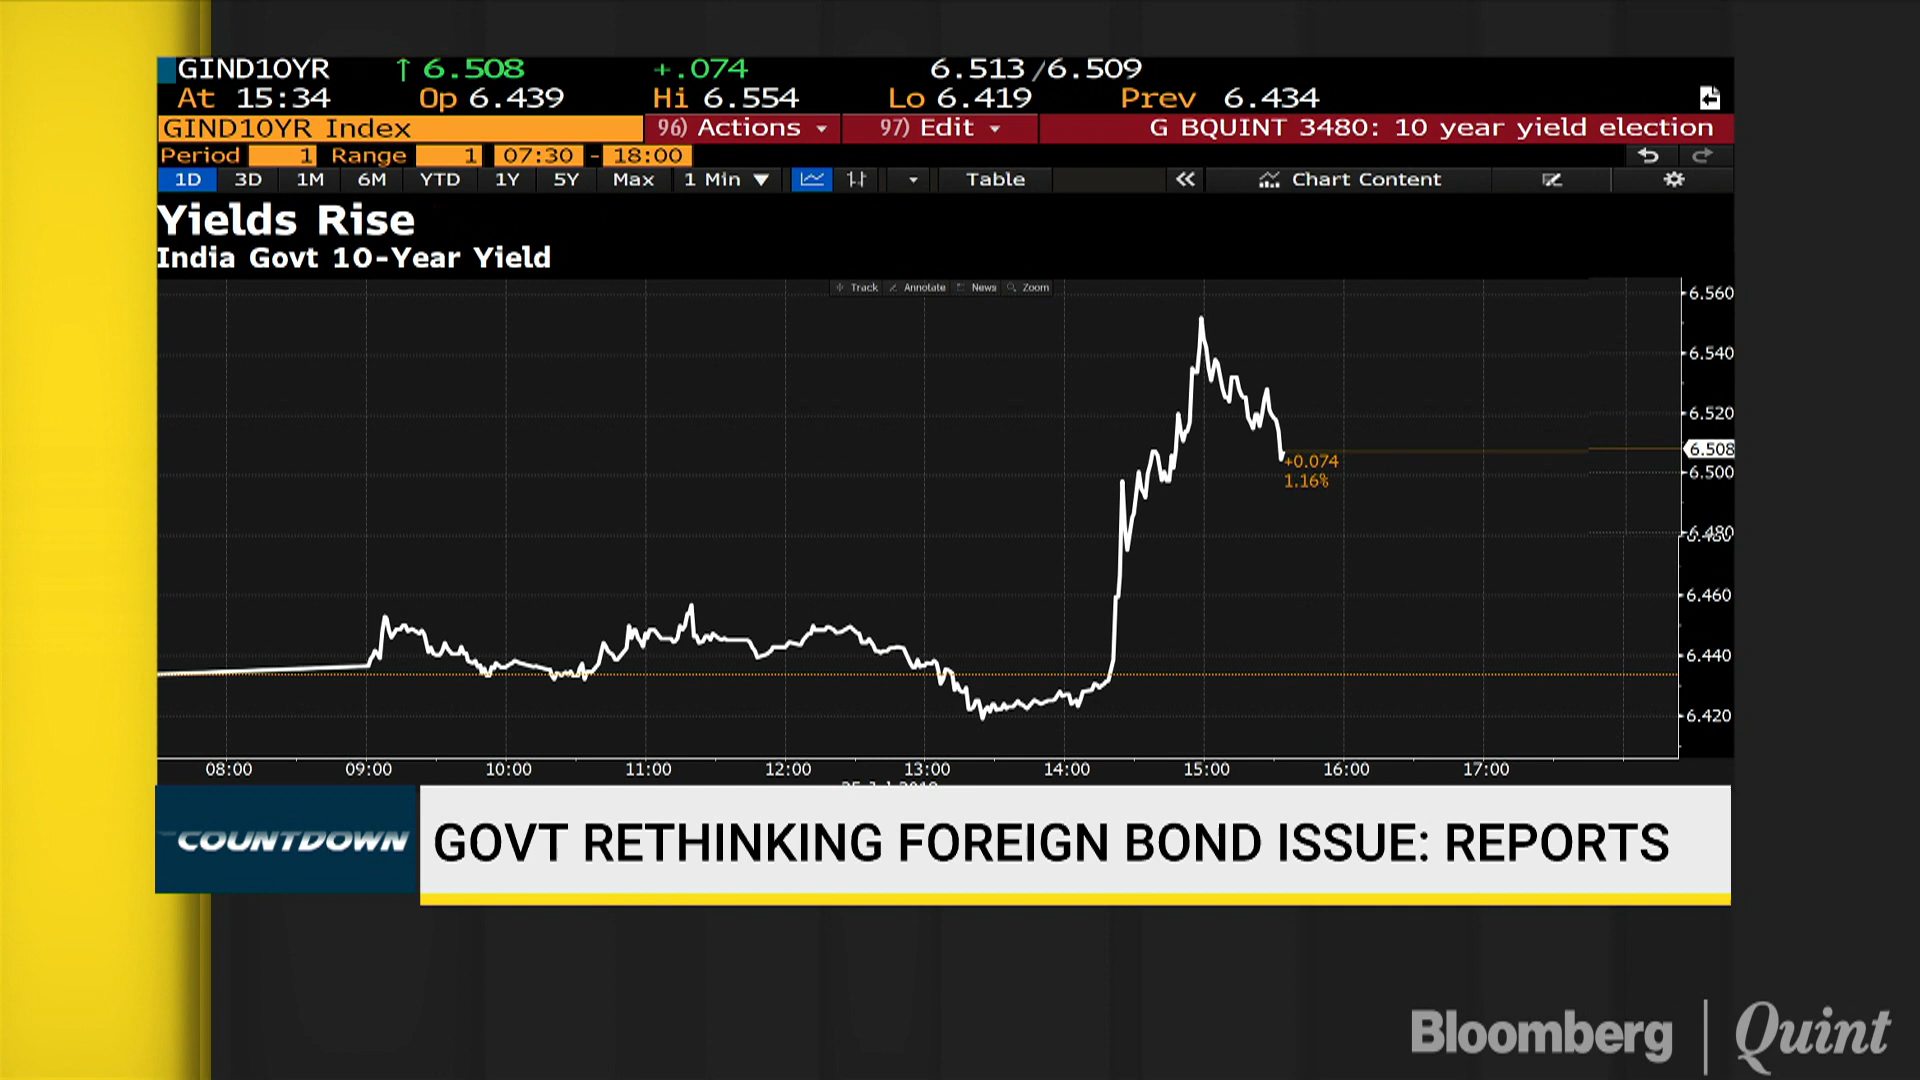 GIND10YR ↑ 6.508 +.074 6.513 /6.509
At 15:34 Op 6.439 Hi 6.554 Lo 6.419 Prev 6.434
GIND10YR Index 96) Actions 97) Edit G BQUINT 3480: 10 year yield election
Period 1 Range 1 07:30 - 18:00
1D 3D 1M 6M YTD 1Y 5Y Max 1 Min ▼ Table « Chart Content
Yields Rise
India Govt 10-Year Yield
Track Annotate News Zoom
6.560
6.540
6.520
6.508
+0.074
6.500
1.16%
6.480
6.460
6.440
6.420
08:00 09:00 10:00 11:00 12:00 13:00 14:00 15:00 16:00 17:00
COUNTDOWN
GOVT RETHINKING FOREIGN BOND ISSUE: REPORTS
Bloomberg | Quint